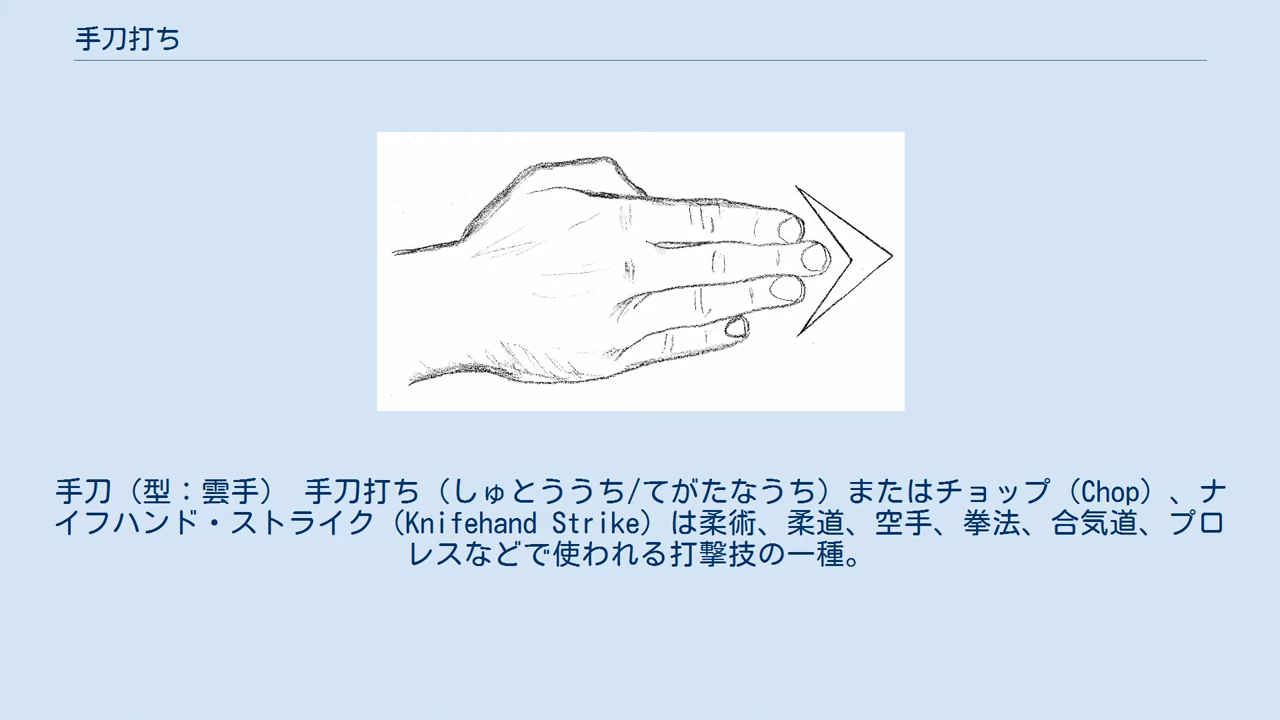 手刀打ち
手刀（型：雲手） 手刀打ち（しゅとううち/てがたなうち）またはチョップ（Chop）、ナ
イフハンド・ストライク（Knifehand Strike）は柔術、柔道、空手、拳法、合気道、プロ
レスなどで使われる打撃技の一種。